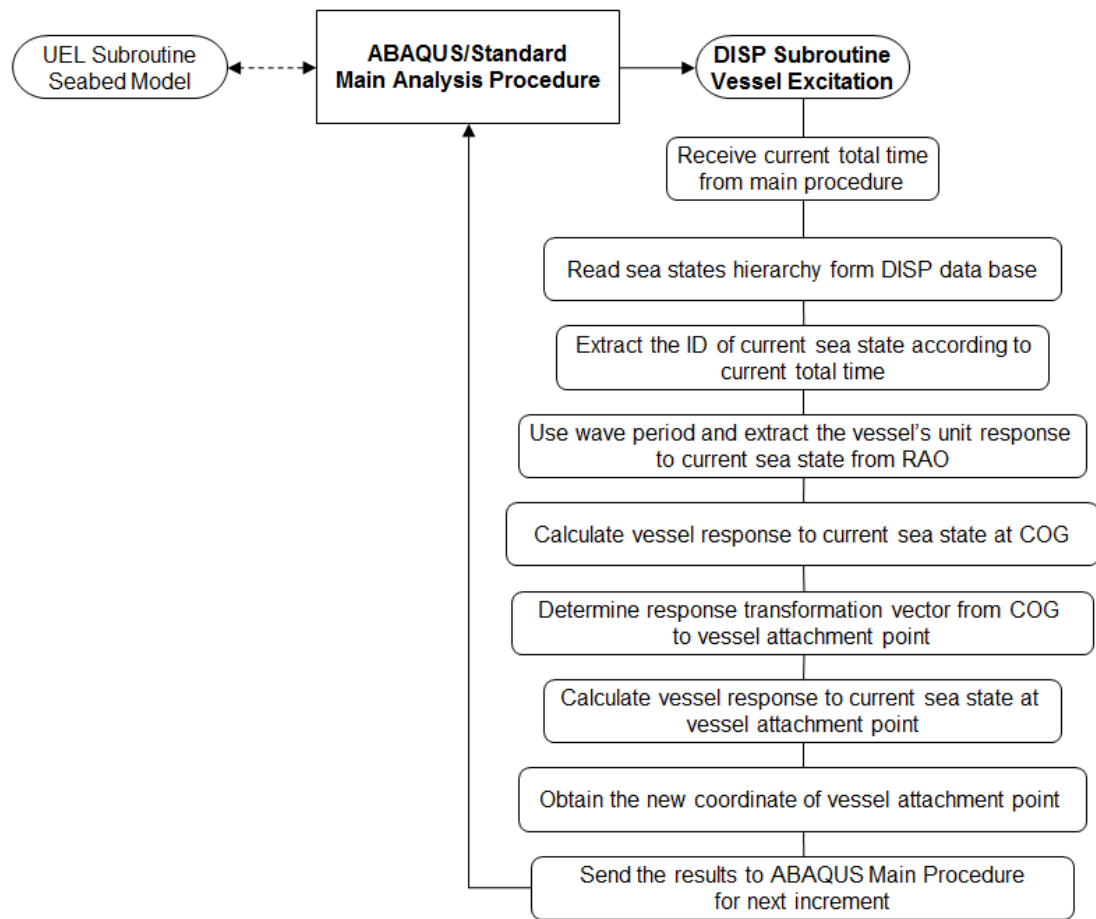 UEL Subroutine
Seabed Model
ABAQUS/Standard
Main Analysis Procedure
DISP Subroutine
Vessel Excitation
Receive current total time
from main procedure
Read sea states hierarchy form DISP data base
Extract the ID of current sea state according to
current total time
Use wave period and extract the vessel’s unit response
to current sea state from RAO
Calculate vessel response to current sea state at COG
Determine response transformation vector from COG
to vessel attachment point
Calculate vessel response to current sea state at
vessel attachment point
Obtain the new coordinate of vessel attachment point
Send the results to ABAQUS Main Procedure
for next increment